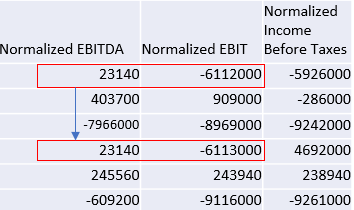 Normalized
Income
Normalized EBITDA Normalized EBIT Before Taxes
23140 -6112000 -5926000
403700 909000 -286000
-7966000 -8969000 -9242000
23140 -6113000 4692000
245560 243940 238940
-609200 -9116000 -9261000